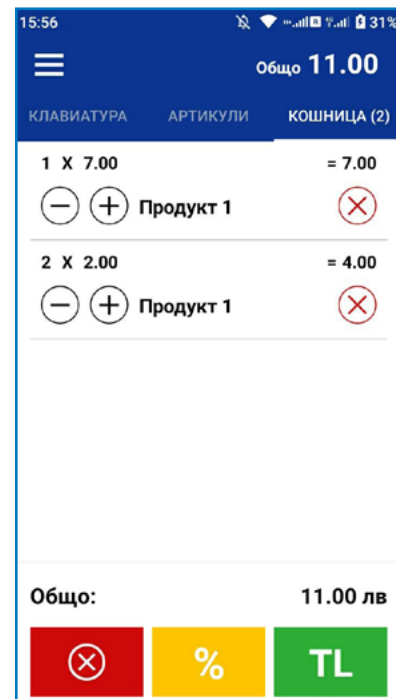 15:56 31%
Общо 11.00
КЛАВИАТУРА АРТИКУЛИ КОШНИЦА (2)
1 X 7.00 = 7.00
Продукт 1
2 X 2.00 = 4.00
Продукт 1
Общо: 11.00 лв
% TL